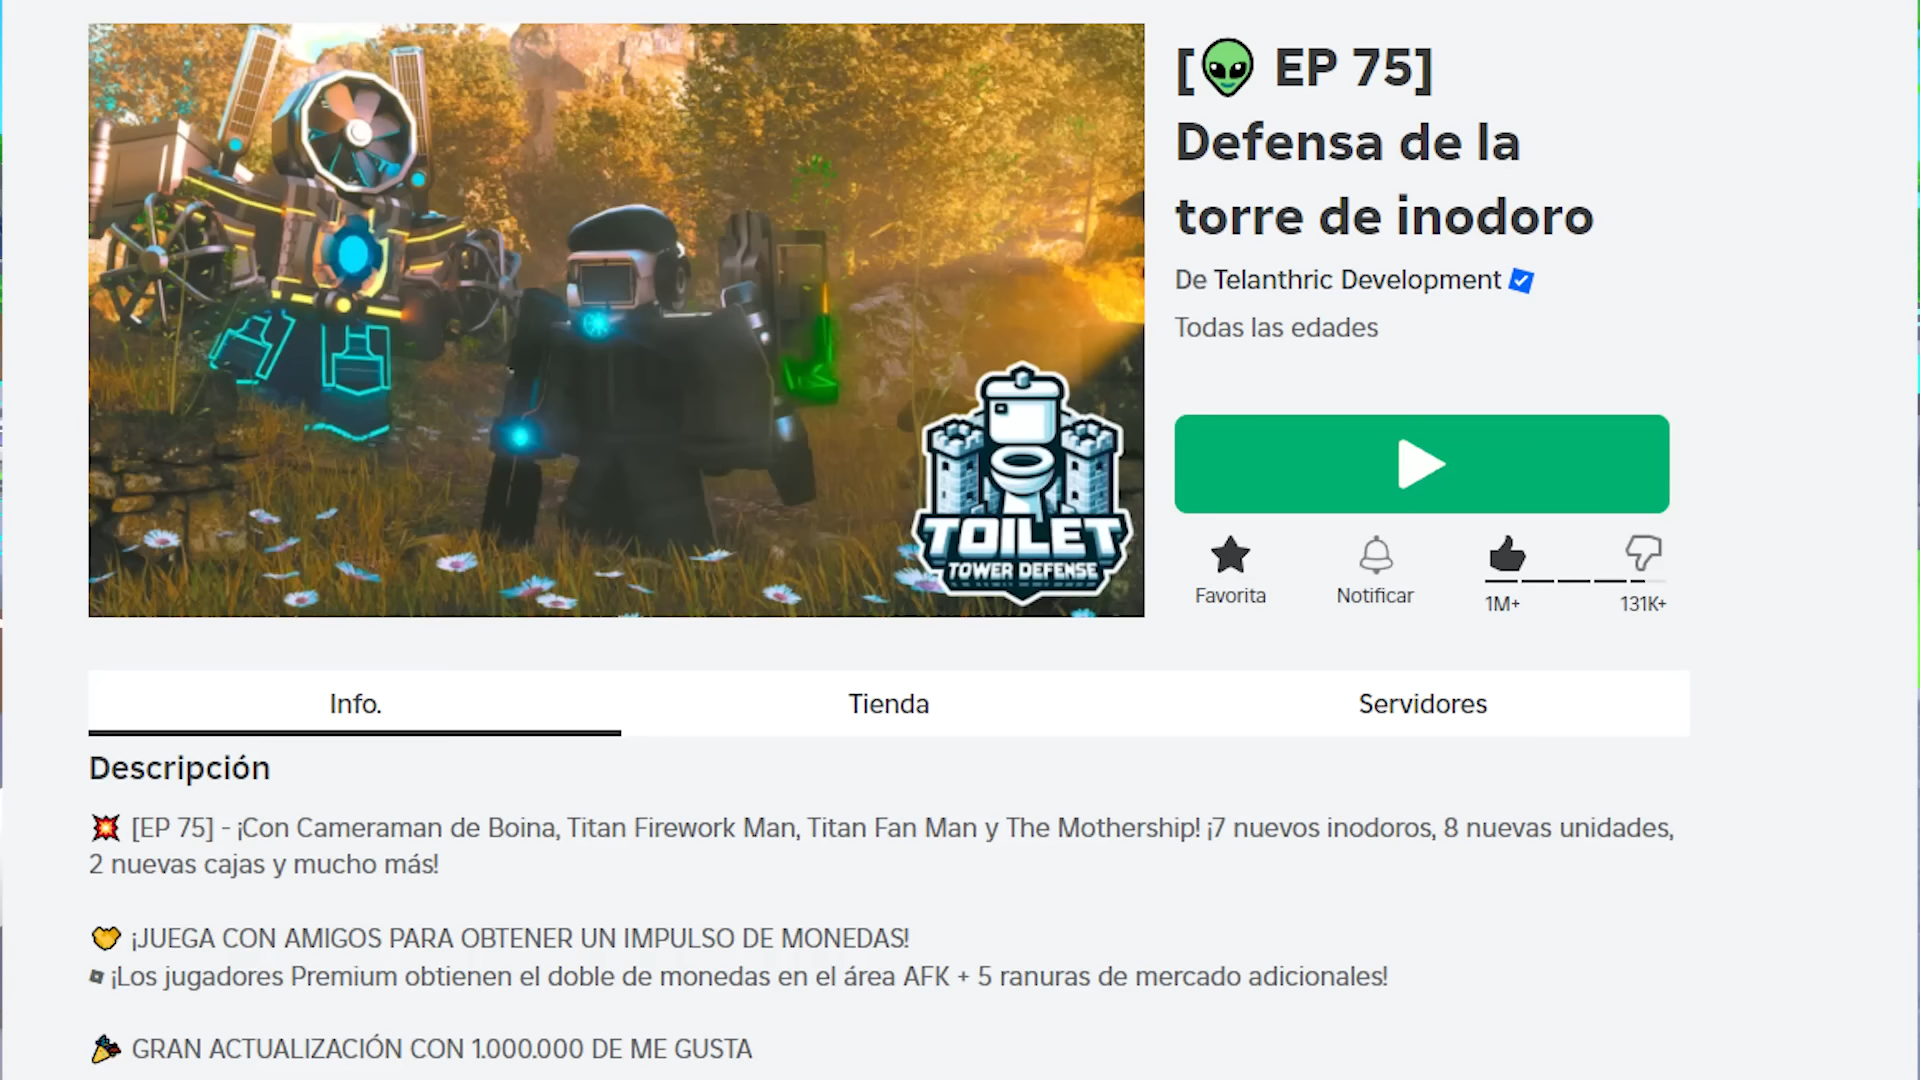 [👽 EP 75]
Defensa de la
torre de inodoro
De Telanthric Development
Todas las edades
Favorita
Notificar
1M+
131K+
TOILET
TOWER DEFENSE
Info.
Tienda
Servidores
Descripción
💥 [EP 75] - ¡Con Cameraman de Boina, Titan Firework Man, Titan Fan Man y The Mothership! ¡7 nuevos inodoros, 8 nuevas unidades,
2 nuevas cajas y mucho más!
💛 ¡JUEGA CON AMIGOS PARA OBTENER UN IMPULSO DE MONEDAS!
¡Los jugadores Premium obtienen el doble de monedas en el área AFK + 5 ranuras de mercado adicionales!
🎉 GRAN ACTUALIZACIÓN CON 1.000.000 DE ME GUSTA